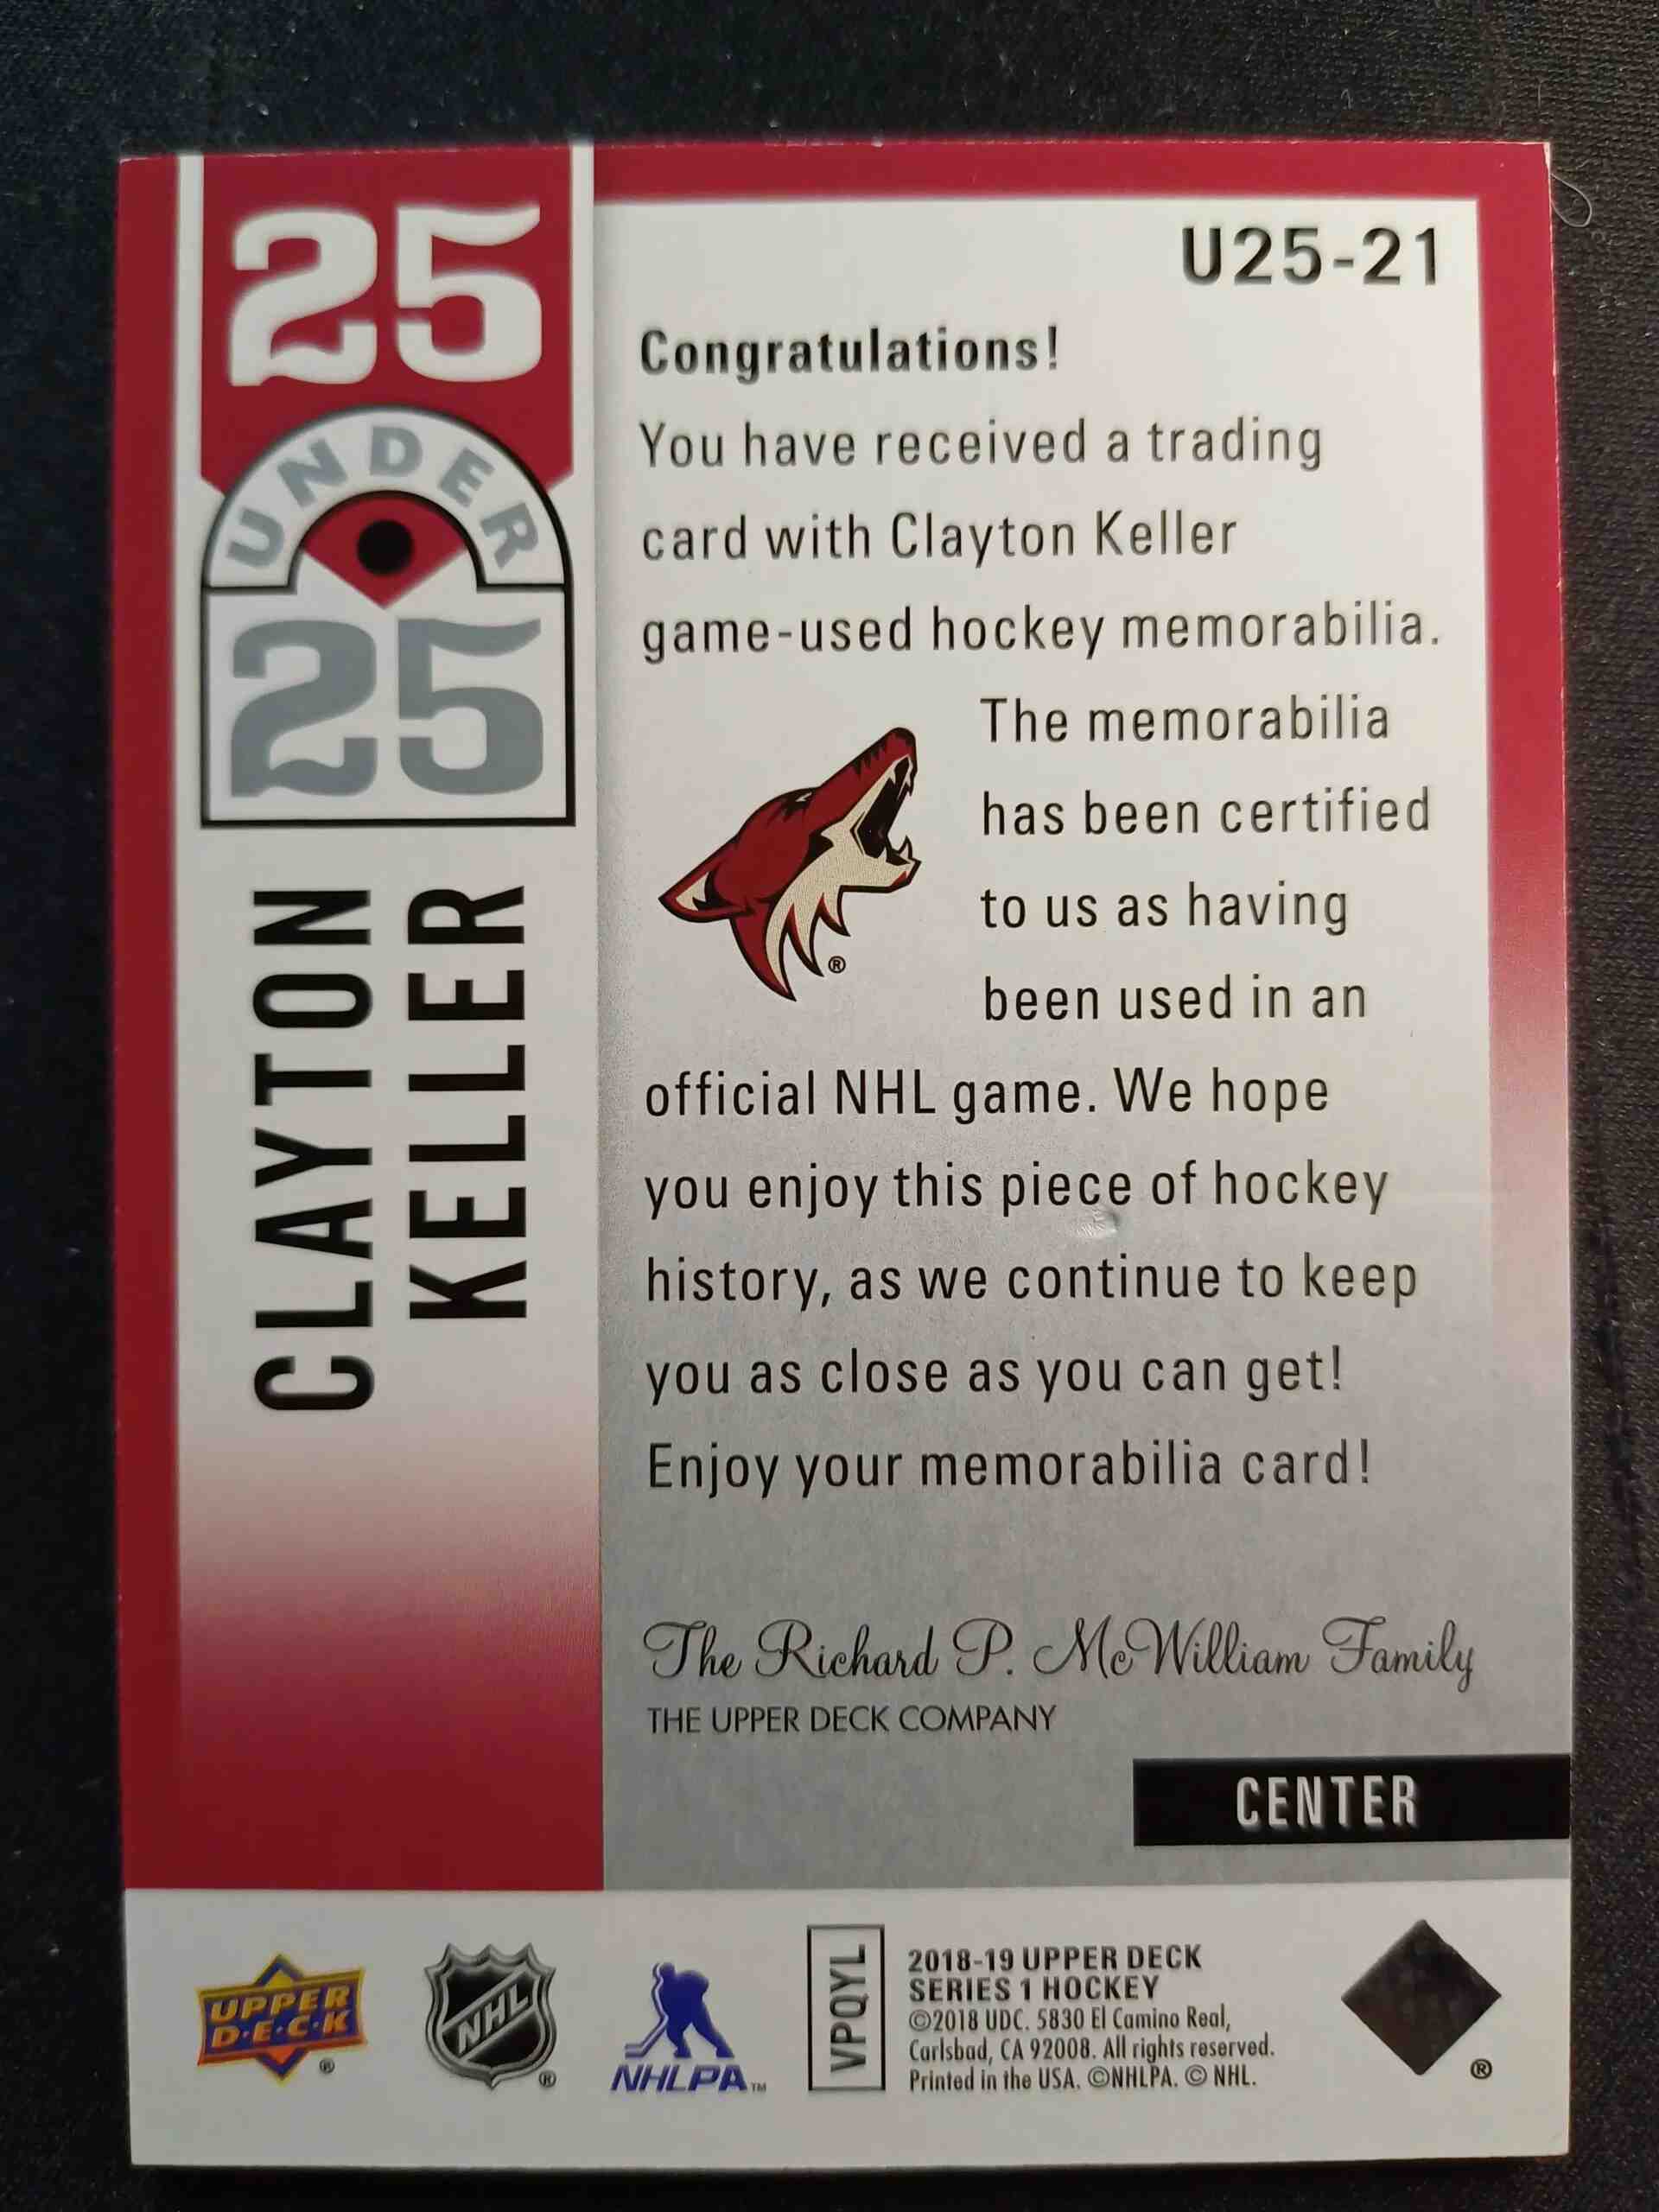 25
UNDER
25
CLAYTON
KELLER
U25-21
Congratulations!
You have received a trading
card with Clayton Keller
game-used hockey memorabilia.
The memorabilia
has been certified
to us as having
been used in an
®
official NHL game. We hope
you enjoy this piece of hockey
history, as we continue to keep
you as close as you can get!
Enjoy your memorabilia card!
The Richard P. McWilliam Family
THE UPPER DECK COMPANY
CENTER
UPPER
D·E·C·K
®
NHL
®
NHLPA™
VPQYL
2018-19 UPPER DECK
SERIES 1 HOCKEY
©2018 UDC. 5830 El Camino Real,
Carlsbad, CA 92008. All rights reserved.
Printed in the USA. ©NHLPA. © NHL.
®